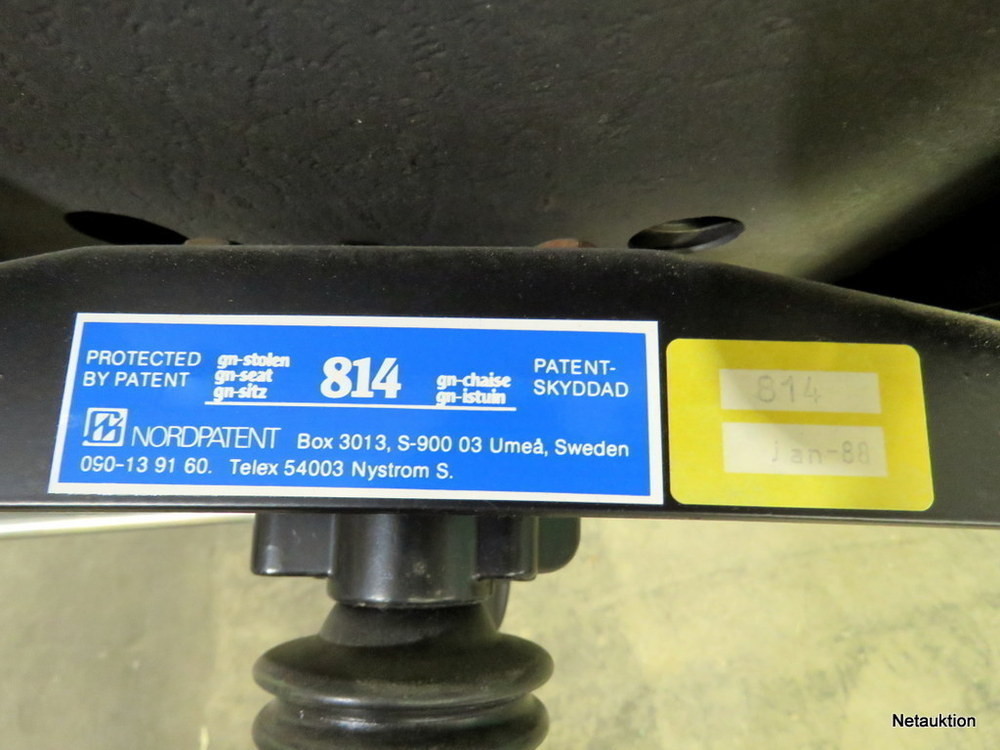 PROTECTED
BY PATENT
gn-stolen
gn-seat
gn-sitz
814
gn-chaise
gn-istuin
PATENT-
SKYDDAD
NORDPATENT Box 3013, S-900 03 Umeå, Sweden
090-13 91 60. Telex 54003 Nystrom S.
814
Jan-88
Netauktion